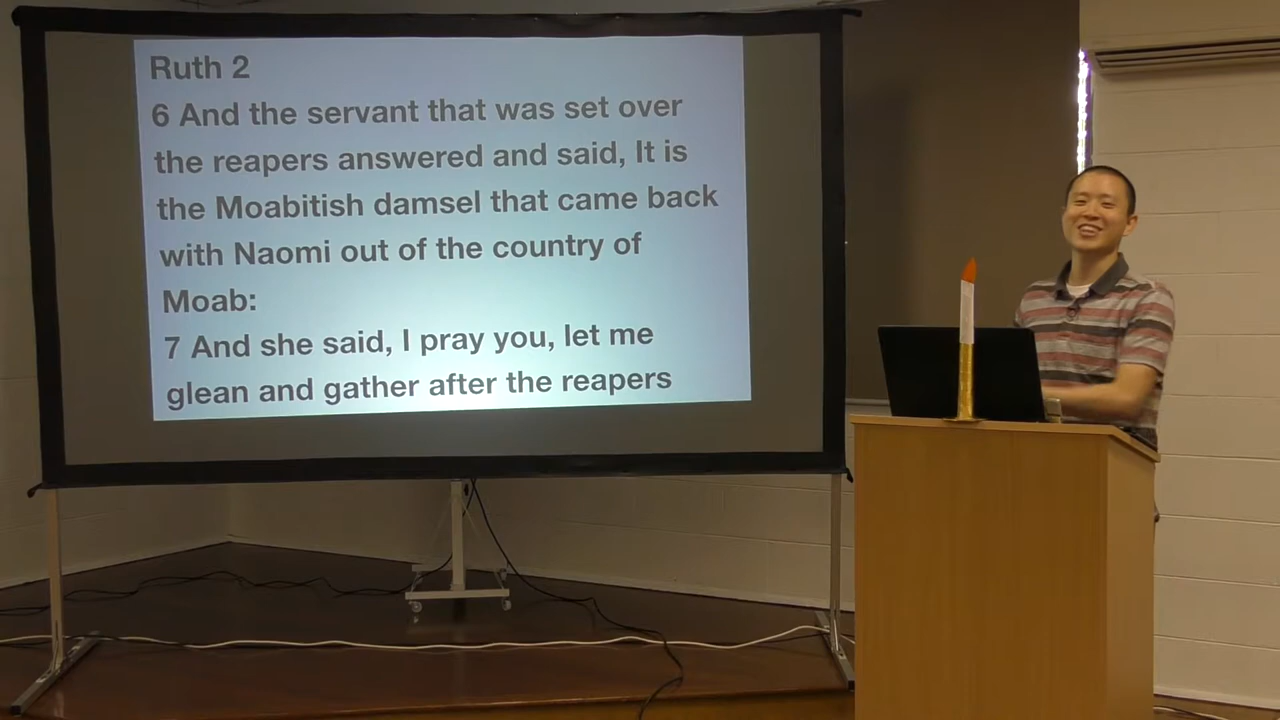 Ruth 2
6 And the servant that was set over
the reapers answered and said, It is
the Moabitish damsel that came back
with Naomi out of the country of
Moab:
7 And she said, I pray you, let me
glean and gather after the reapers